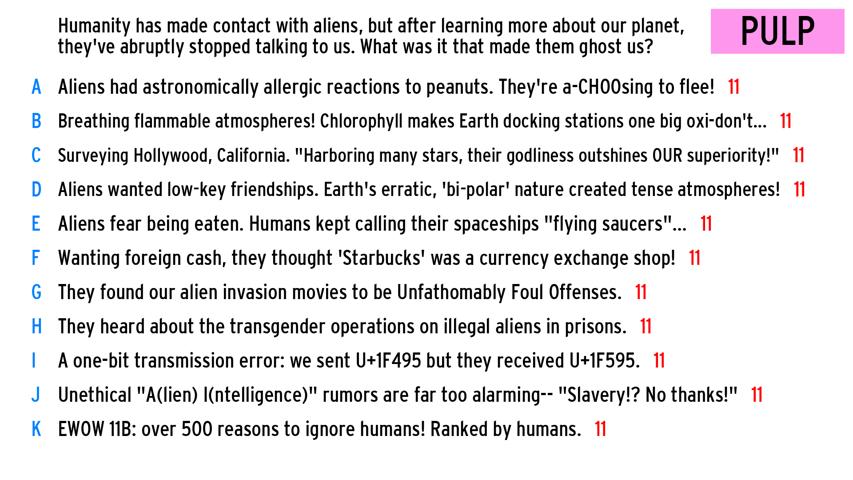 Humanity has made contact with aliens, but after learning more about our planet,
they've abruptly stopped talking to us. What was it that made them ghost us?
PULP
A Aliens had astronomically allergic reactions to peanuts. They're a-CHOOsing to flee! 11
B Breathing flammable atmospheres! Chlorophyll makes Earth docking stations one big oxi-don't... 11
C Surveying Hollywood, California. "Harboring many stars, their godliness outshines OUR superiority!" 11
D Aliens wanted low-key friendships. Earth's erratic, 'bi-polar' nature created tense atmospheres! 11
E Aliens fear being eaten. Humans kept calling their spaceships "flying saucers"... 11
F Wanting foreign cash, they thought 'Starbucks' was a currency exchange shop! 11
G They found our alien invasion movies to be Unfathomably Foul Offenses. 11
H They heard about the transgender operations on illegal aliens in prisons. 11
I A one-bit transmission error: we sent U+1F495 but they received U+1F595. 11
J Unethical "A(lien) I(ntelligence)" rumors are far too alarming-- "Slavery!? No thanks!" 11
K EWOW 11B: over 500 reasons to ignore humans! Ranked by humans. 11